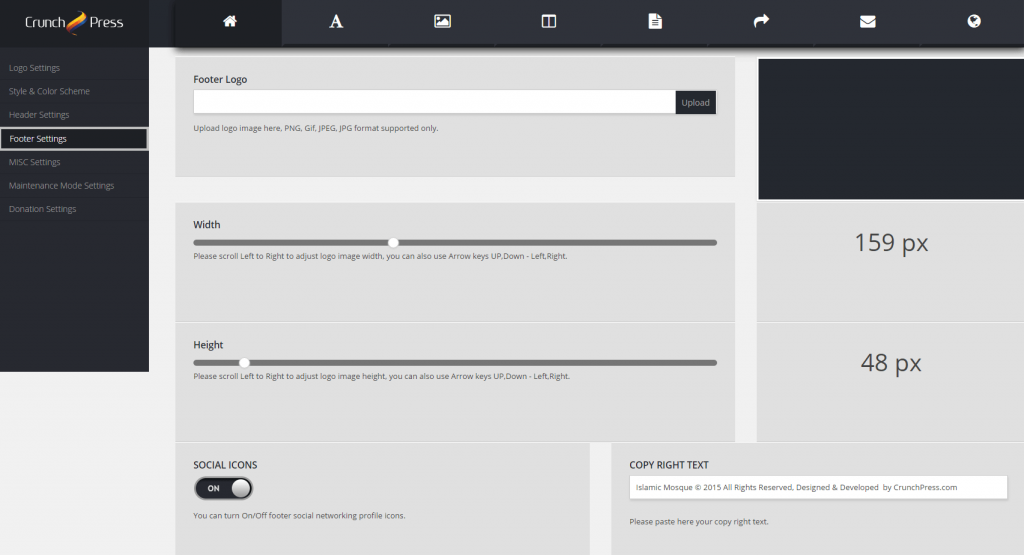 Crunch Press
Logo Settings
Style & Color Scheme
Header Settings
Footer Settings
MISC Settings
Maintenance Mode Settings
Donation Settings
Footer Logo
Upload
Upload logo image here, PNG, Gif, JPEG, JPG format supported only.
Width
Please scroll Left to Right to adjust logo image width, you can also use Arrow keys UP,Down - Left,Right.
159 px
Height
Please scroll Left to Right to adjust logo image height, you can also use Arrow keys UP,Down - Left,Right.
48 px
SOCIAL ICONS
ON
You can turn On/Off footer social networking profile icons.
COPY RIGHT TEXT
Islamic Mosque © 2015 All Rights Reserved, Designed & Developed by CrunchPress.com
Please paste here your copy right text.